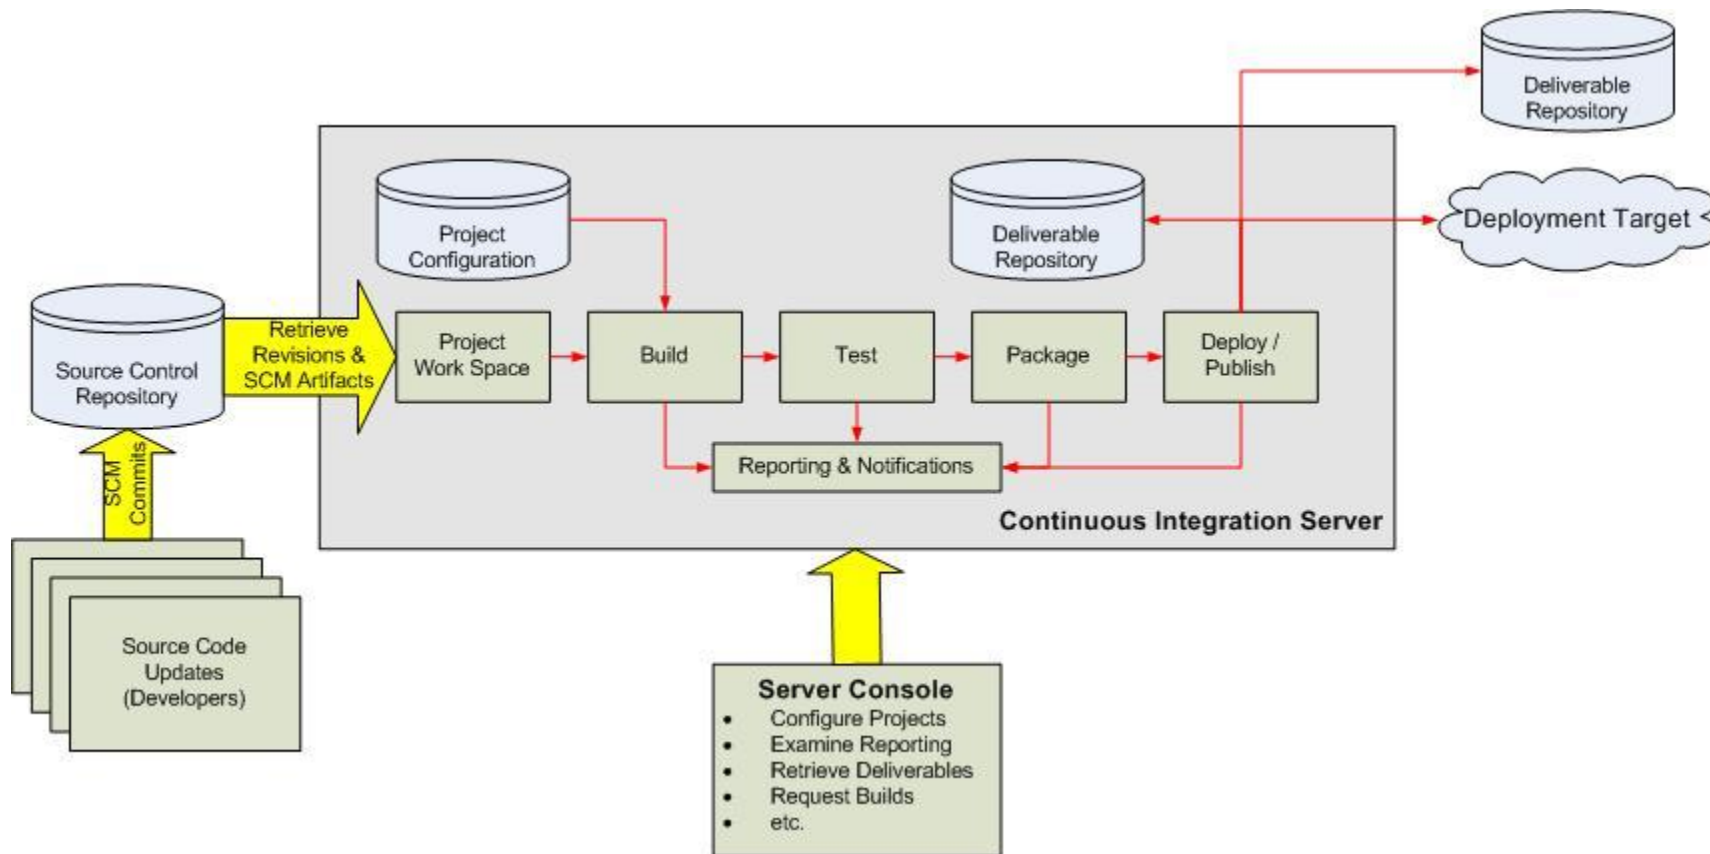 Deliverable
Repository
Deployment Target
Project
Configuration
Deliverable
Repository
Source Control
Repository
Retrieve
Revisions &
SCM Artifacts
Project
Work Space
Build
Test
Package
Deploy /
Publish
Reporting & Notifications
Continuous Integration Server
SCM
Commits
Source Code
Updates
(Developers)
Server Console
• Configure Projects
• Examine Reporting
• Retrieve Deliverables
• Request Builds
• etc.